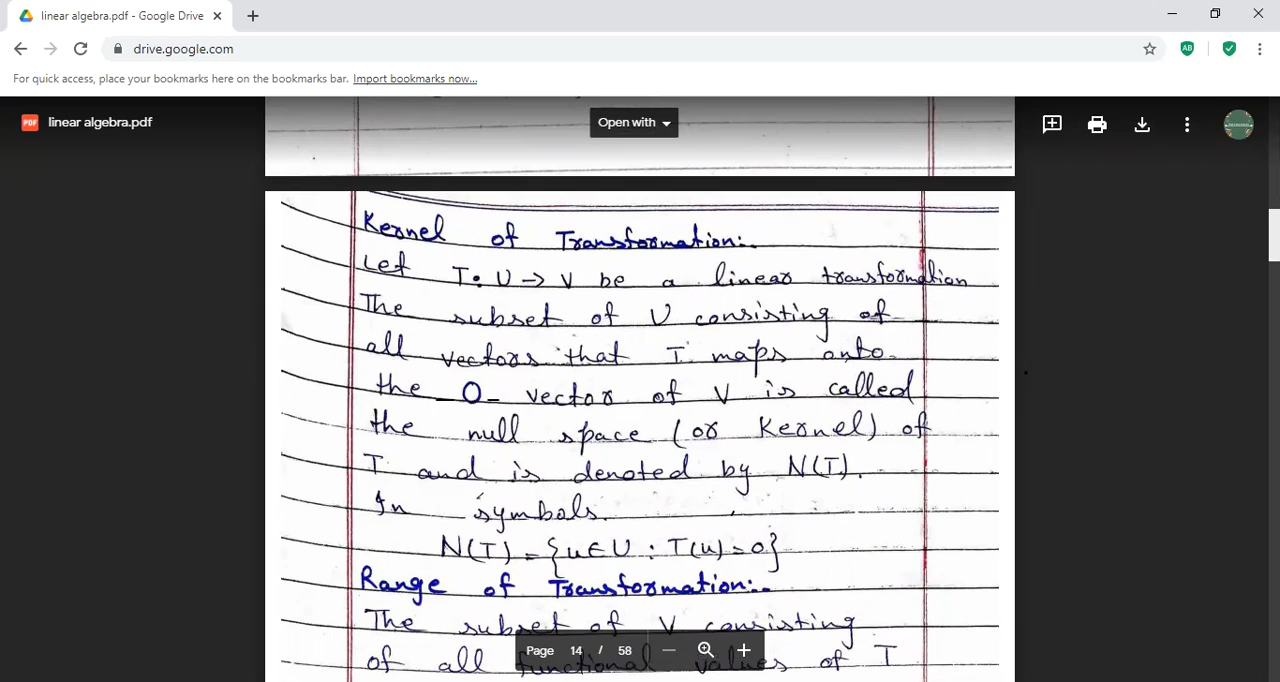 linear algebra.pdf - Google Drive
drive.google.com
For quick access, place your bookmarks here on the bookmarks bar. Import bookmarks now...
PDF linear algebra.pdf
Open with
Kernel of Transformation:.
Let T: U → V be a linear transformation
The subset of U consisting of
all vectors that T maps onto
the 0 vector of V is called
the null space (or Kernel) of
T and is denoted by N(T).
In symbols.
N(T) = {u∈U : T(u)=0}
Range of Transformation:..
The subset of V consisting
of all functional values of T
Page 14 / 58